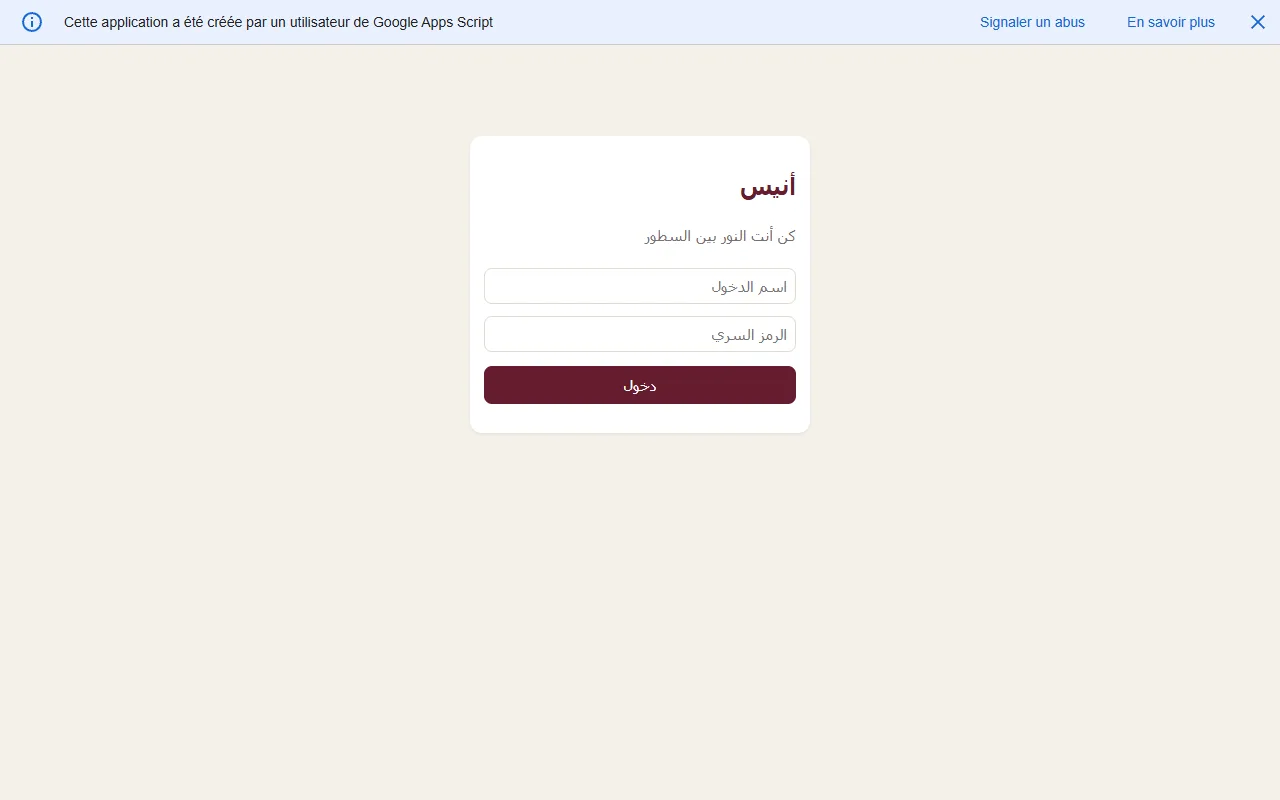 Cette application a été créée par un utilisateur de Google Apps Script
Signaler un abus
En savoir plus
أنيس
كن أنت النور بين السطور
اسم الدخول
الرمز السري
دخول